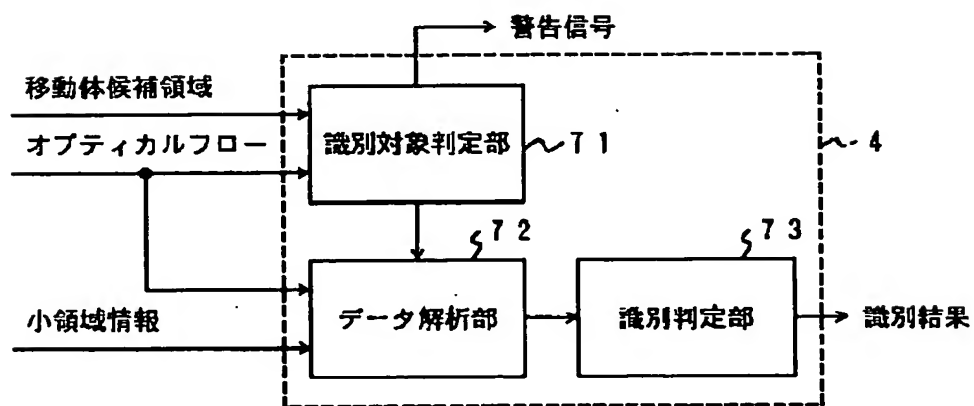 警告信号
移動体候補領域
オプティカルフロー
識別対象判定部
71
4
72
73
小領域情報
データ解析部
識別判定部
識別結果